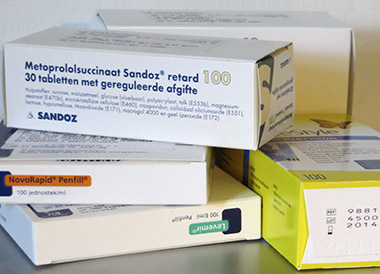 Metoprololsuccinaat Sandoz® retard 100
30 tabletten met gereguleerde afgifte
Hulpstoffen: sucrose, maïszetmeel, glucose (vloeibaar), polyacrylaat, talk (E553b), magnesium-
stearaat (E470b), microkristallijne cellulose (E460), crospovidon, colloïdaal siliciumoxide (E551),
lactose, hypromellose, titaandioxide (E171), macrogol 4000 en geel ijzeroxide (E172)
SANDOZ
NovoRapid® Penfill®
100 jednostek/ml
100 E/ml Penfill®
Levemir®
Style
100
9881
4500
2014